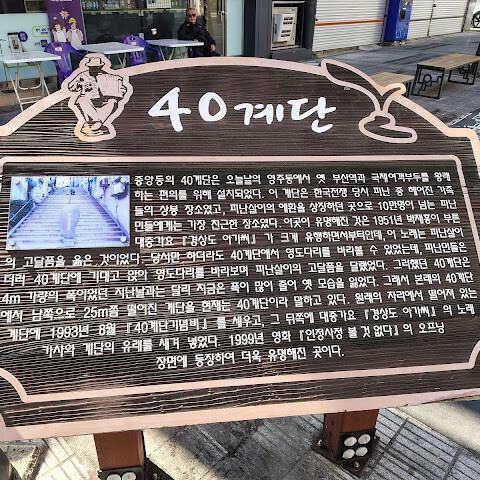 40계단
중앙동의 40계단은 오늘날의 영주동에서 옛 부산역과 국제여객부두를 왕래
하는 편의를 위해 설치되었다. 이 계단은 한국전쟁 당시 피난 중 헤어진 가족
들의 상봉 장소였고, 피난살이의 애환을 상징하던 곳으로 10만명이 넘는 피난
민들에게는 가장 친근한 장소였다. 이곳이 유명해진 것은 1951년 박재홍이 부른
대중가요 『경상도 아가씨』가 크게 유행하면서부터인데, 이 노래는 피난살이
의 고달픔을 읊은 것이었다. 당시만 하더라도 40계단에서 영도다리를 바라볼 수 있었는데, 피난민들은
더러 40계단에 기대고 앉아 영도다리를 바라보며 피난살이의 고달픔을 달랬었다. 그러했던 40계단은
4m 가량의 폭이었던 지난날과는 달리 지금은 폭이 많이 줄어 옛 모습을 잃었다. 그래서 본래의 40계단
에서 남쪽으로 25m쯤 떨어진 계단을 현재는 40계단이라 말하고 있다. 원래의 자리에서 떨어져 있는
계단에 1993년 8월 『40계단기념비』를 세우고, 그 뒤쪽에 대중가요 『경상도 아가씨』의 노래
가사와 계단의 유래를 새겨 넣었다. 1999년 영화 『인정사정 볼 것 없다』의 오프닝
장면에 등장하여 더욱 유명해진 곳이다.